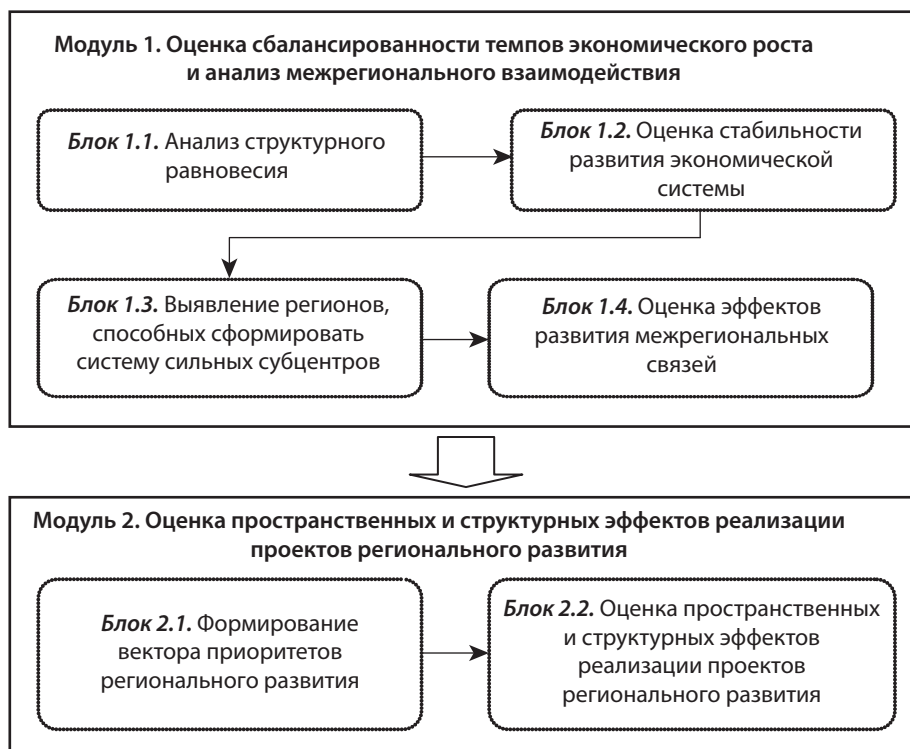 Модуль 1. Оценка сбалансированности темпов экономического роста
и анализ межрегионального взаимодействия
Блок 1.1. Анализ структурного
равновесия
Блок 1.2. Оценка стабильности
развития экономической
системы
Блок 1.3. Выявление регионов,
способных сформировать
систему сильных субцентров
Блок 1.4. Оценка эффектов
развития межрегиональных
связей
Модуль 2. Оценка пространственных и структурных эффектов реализации
проектов регионального развития
Блок 2.1. Формирование
вектора приоритетов
регионального развития
Блок 2.2. Оценка пространственных
и структурных эффектов
реализации проектов
регионального развития